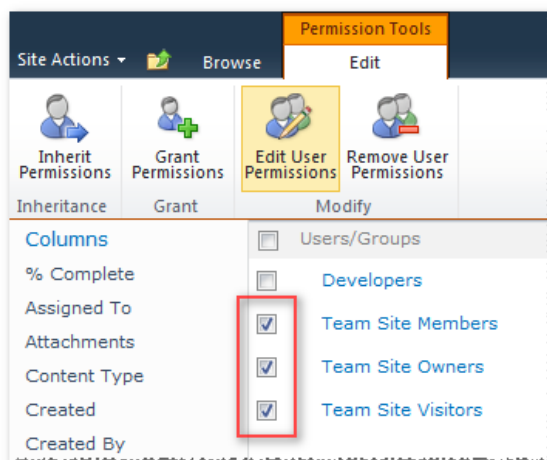 Permission Tools
Site Actions Browse Edit
Inherit Permissions
Grant Permissions
Edit User Permissions
Remove User Permissions
Inheritance Grant Modify
Columns
% Complete
Assigned To
Attachments
Content Type
Created
Created By
Users/Groups
Developers
Team Site Members
Team Site Owners
Team Site Visitors